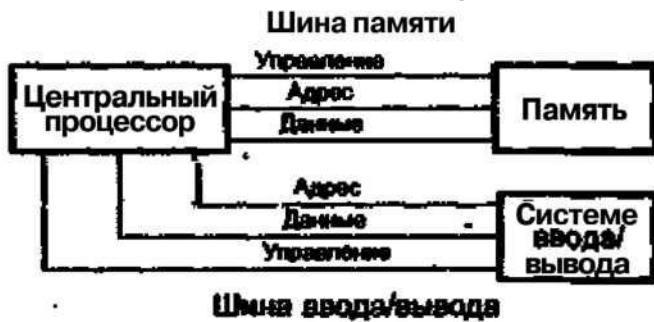 Шина памяти
Управление
Адрес
Данные
Центральный
процессор
Память
Адрес
Данные
Управление
Системе
ввода/
вывода
Шина ввода/вывода